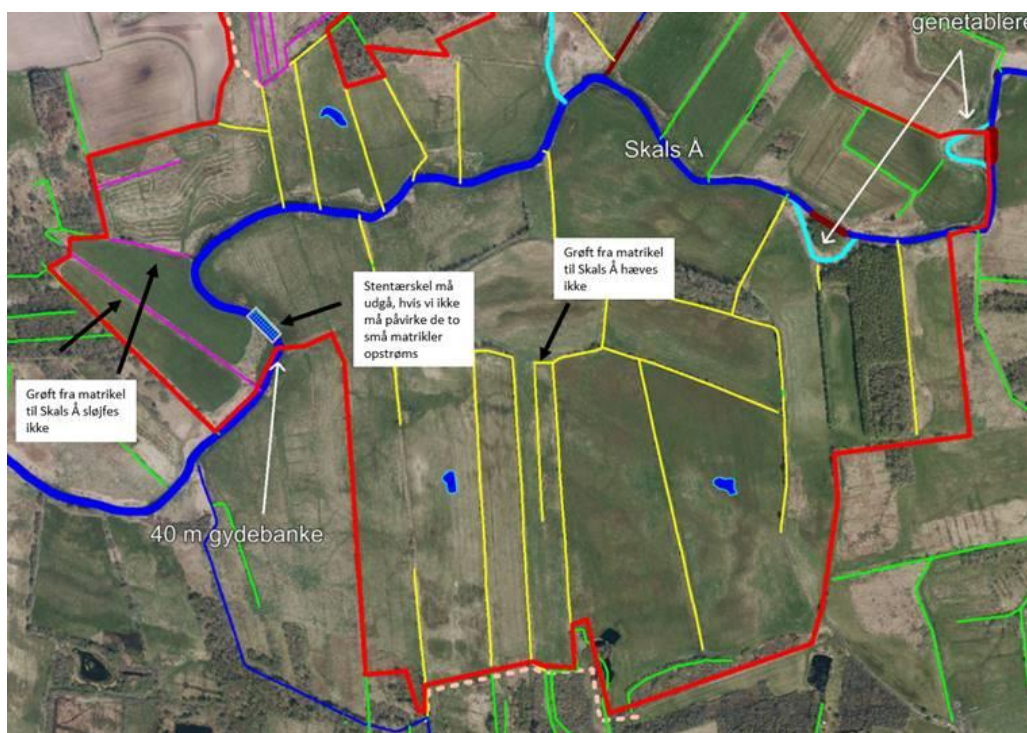 genetablere
Skals Å
Grøft fra matrikel
til Skals Å hæves
ikke
Stentærskel må
udgå, hvis vi ikke
må påvirke de to
små matrikler
opstrøms
Grøft fra matrikel
til Skals Å sløjfes
ikke
40 m gydebanke